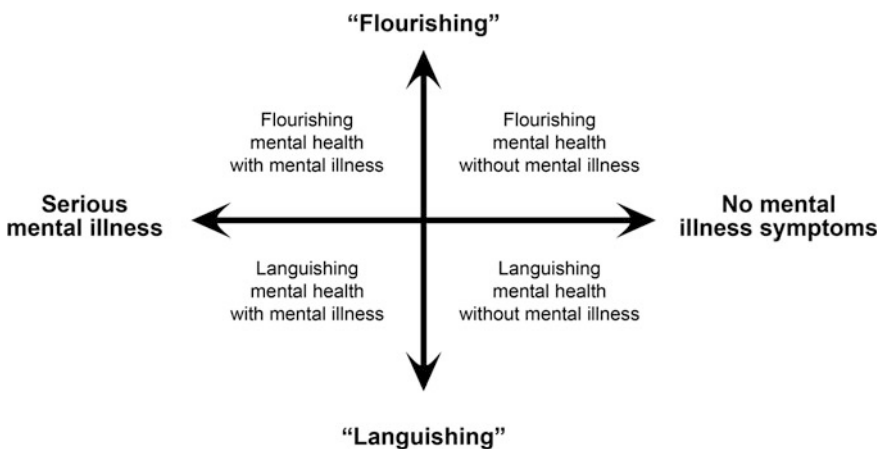 “Flourishing”
Flourishing
mental health
with mental illness
Flourishing
mental health
without mental illness
Serious
mental illness
No mental
illness symptoms
Languishing
mental health
with mental illness
Languishing
mental health
without mental illness
“Languishing”